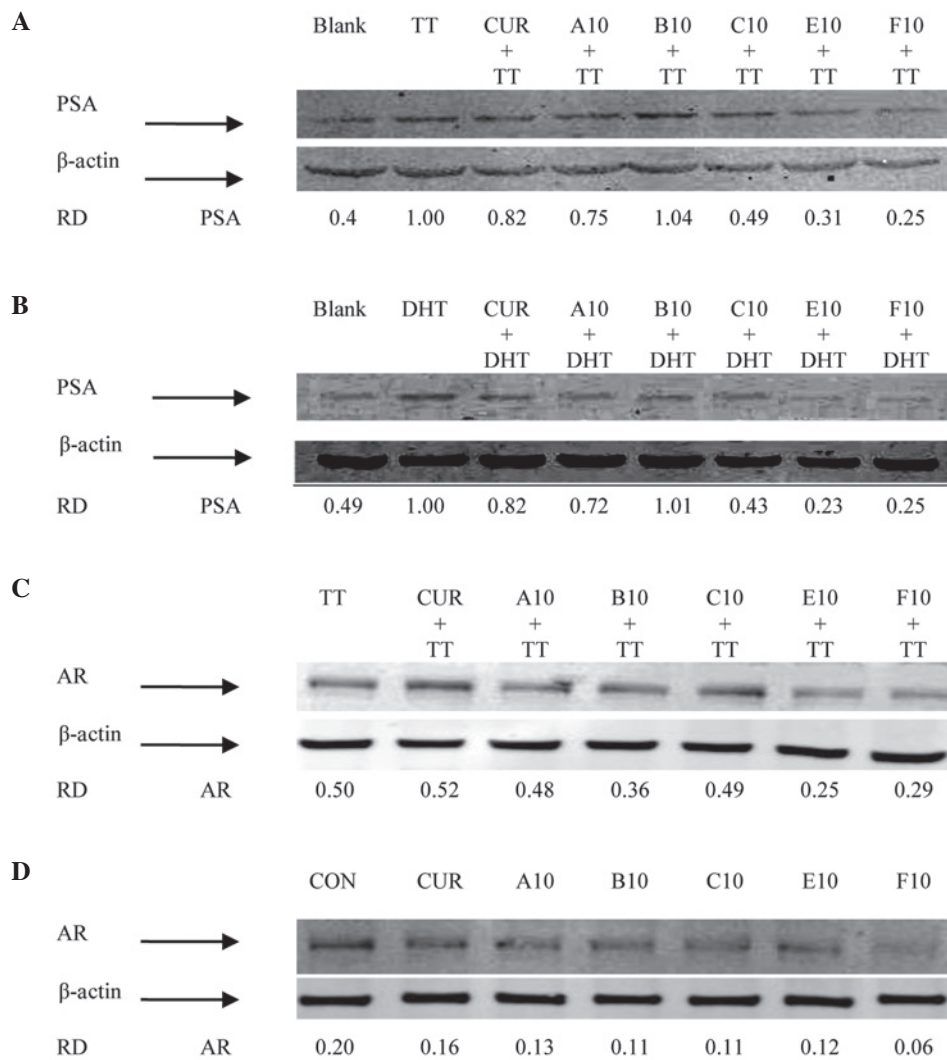 A
Blank TT CUR A10 B10 C10 E10 F10
+ + + + + +
TT TT TT TT TT TT
PSA
β-actin
RD PSA 0.4 1.00 0.82 0.75 1.04 0.49 0.31 0.25
B
Blank DHT CUR A10 B10 C10 E10 F10
+ + + + + +
DHT DHT DHT DHT DHT DHT
PSA
β-actin
RD PSA 0.49 1.00 0.82 0.72 1.01 0.43 0.23 0.25
C
TT CUR A10 B10 C10 E10 F10
+ + + + + +
TT TT TT TT TT TT
AR
β-actin
RD AR 0.50 0.52 0.48 0.36 0.49 0.25 0.29
D
CON CUR A10 B10 C10 E10 F10
AR
β-actin
RD AR 0.20 0.16 0.13 0.11 0.11 0.12 0.06